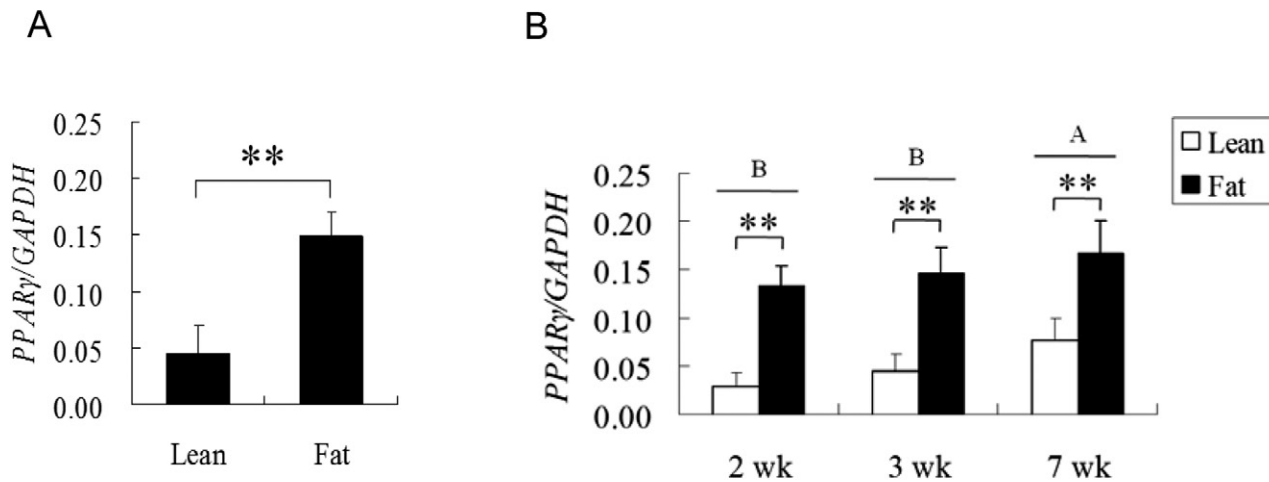 A
PPARγ/GAPDH
0.25
0.20
0.15
0.10
0.05
0.00
**
Lean Fat
B
PPARγ/GAPDH
0.25
0.20
0.15
0.10
0.05
0.00
B B A
** ** **
2 wk 3 wk 7 wk
Lean
Fat